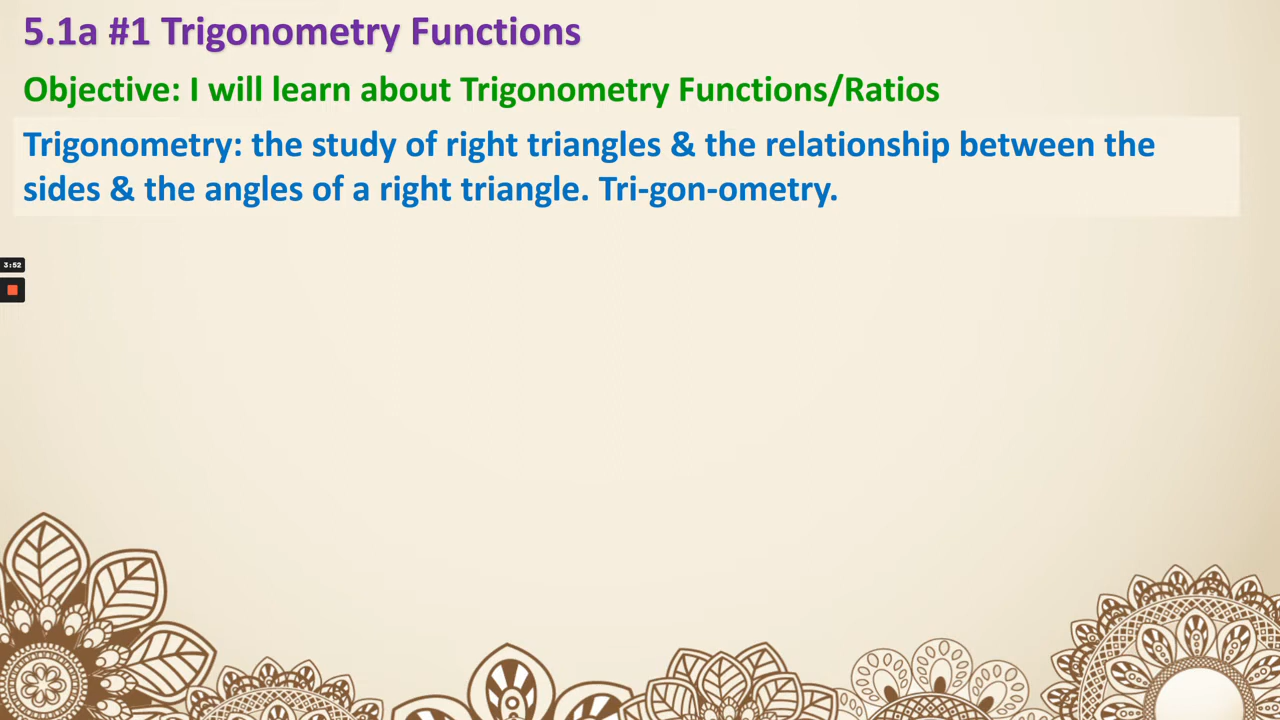 5.1a #1 Trigonometry Functions
Objective: I will learn about Trigonometry Functions/Ratios
Trigonometry: the study of right triangles & the relationship between the
sides & the angles of a right triangle. Tri-gon-ometry.
3:52